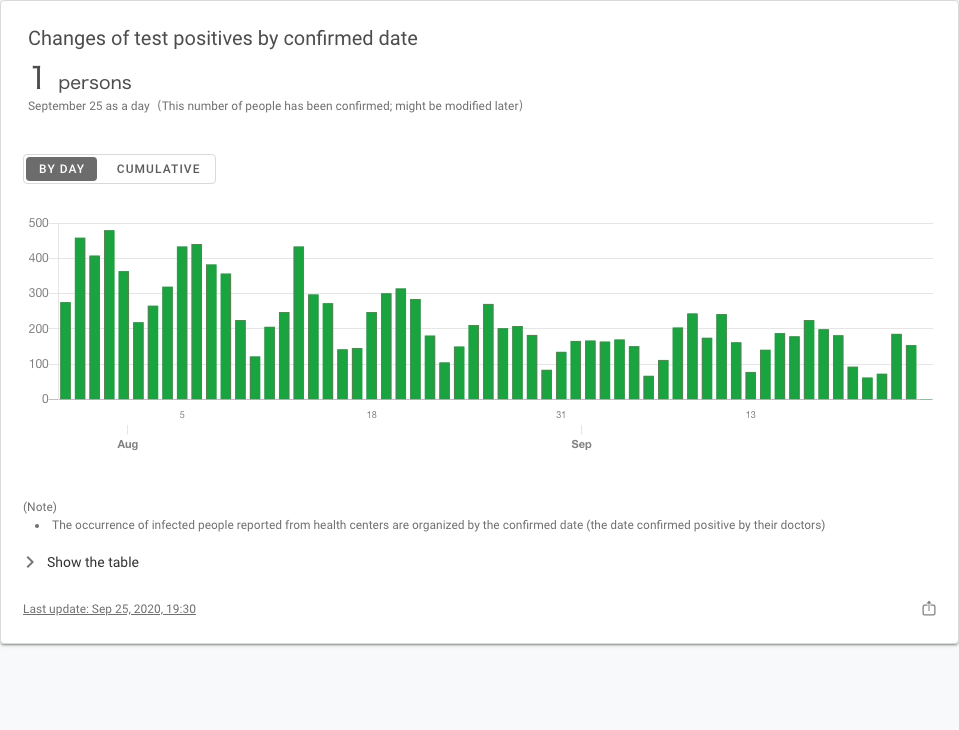 Changes of test positives by confirmed date
1 persons
September 25 as a day（This number of people has been confirmed; might be modified later）
BY DAY CUMULATIVE
500
400
300
200
100
0
5 18 31 13
Aug Sep
(Note)
• The occurrence of infected people reported from health centers are organized by the confirmed date (the date confirmed positive by their doctors)
Show the table
Last update: Sep 25, 2020, 19:30